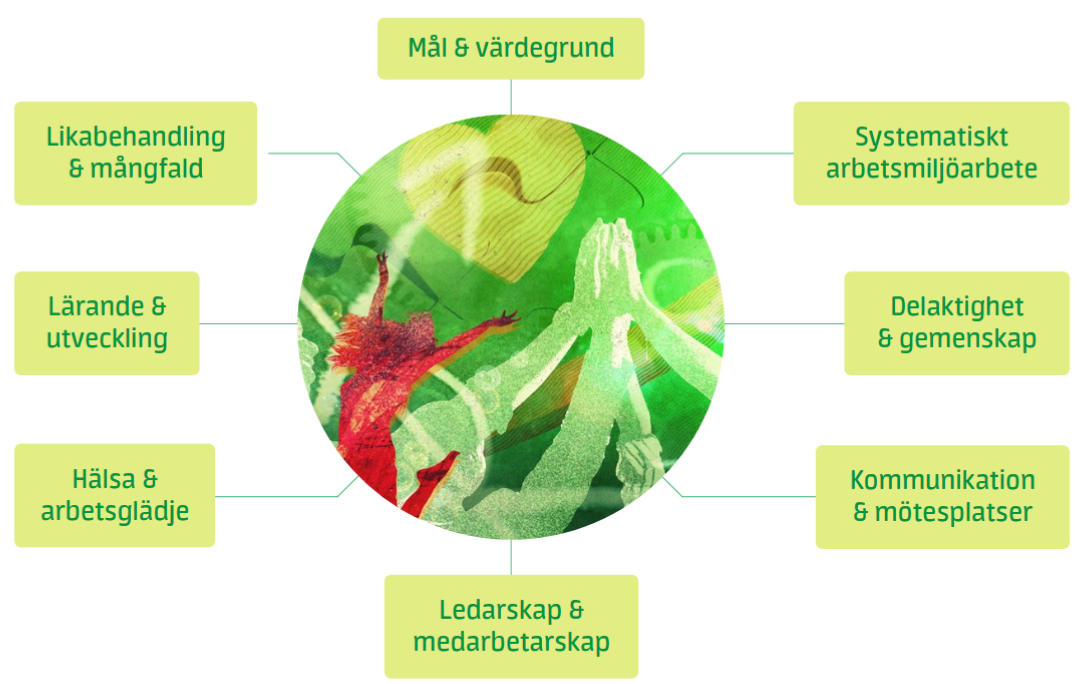 Mål & värdegrund
Likabehandling
& mångfald
Systematiskt
arbetsmiljöarbete
Lärande &
utveckling
Delaktighet
& gemenskap
Hälsa &
arbetsglädje
Kommunikation
& mötesplatser
Ledarskap &
medarbetarskap